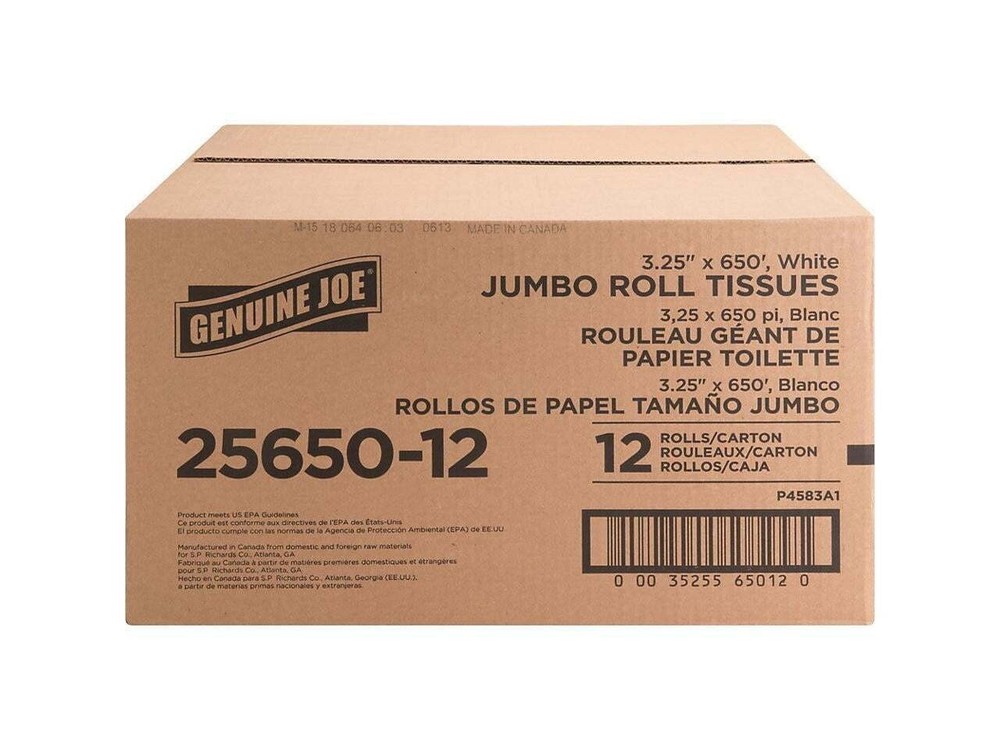 M-15 18 064 06:03 0613 MADE IN CANADA
GENUINE JOE®
3.25" x 650', White
JUMBO ROLL TISSUES
3,25 x 650 pi, Blanc
ROULEAU GÉANT DE
PAPIER TOILETTE
3.25" x 650', Blanco
ROLLOS DE PAPEL TAMAÑO JUMBO
25650-12
12 ROLLS/CARTON
ROULEAUX/CARTON
ROLLOS/CAJA
P4583A1
Product meets US EPA Guidelines
Ce produit est conforme aux directives de l'EPA des États-Unis
El producto cumple con las normas de la Agencia de Protección Ambiental (EPA) de EE.UU.
Manufactured in Canada from domestic and foreign raw materials
for S.P. Richards Co., Atlanta, GA
Fabriqué au Canada à partir de matières premières domestiques et étrangères
pour S.P. Richards Co., Atlanta, GA
Hecho en Canada para S.P. Richards Co., Atlanta, Georgia (EE.UU.),
a partir de materias primas nacionales y extranjeras.
0 00 35255 65012 0